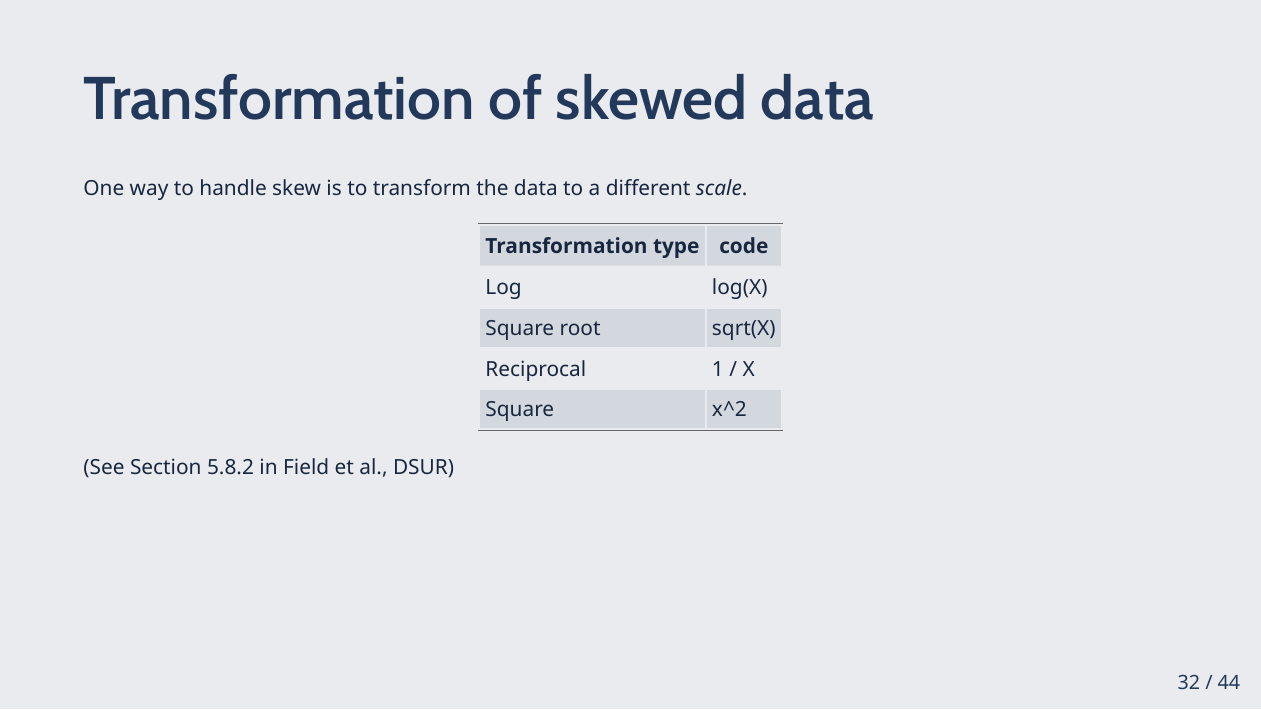 Transformation of skewed data
One way to handle skew is to transform the data to a different scale.
Transformation type code
Log log(X)
Square root sqrt(X)
Reciprocal 1 / X
Square x^2
(See Section 5.8.2 in Field et al., DSUR)
32 / 44